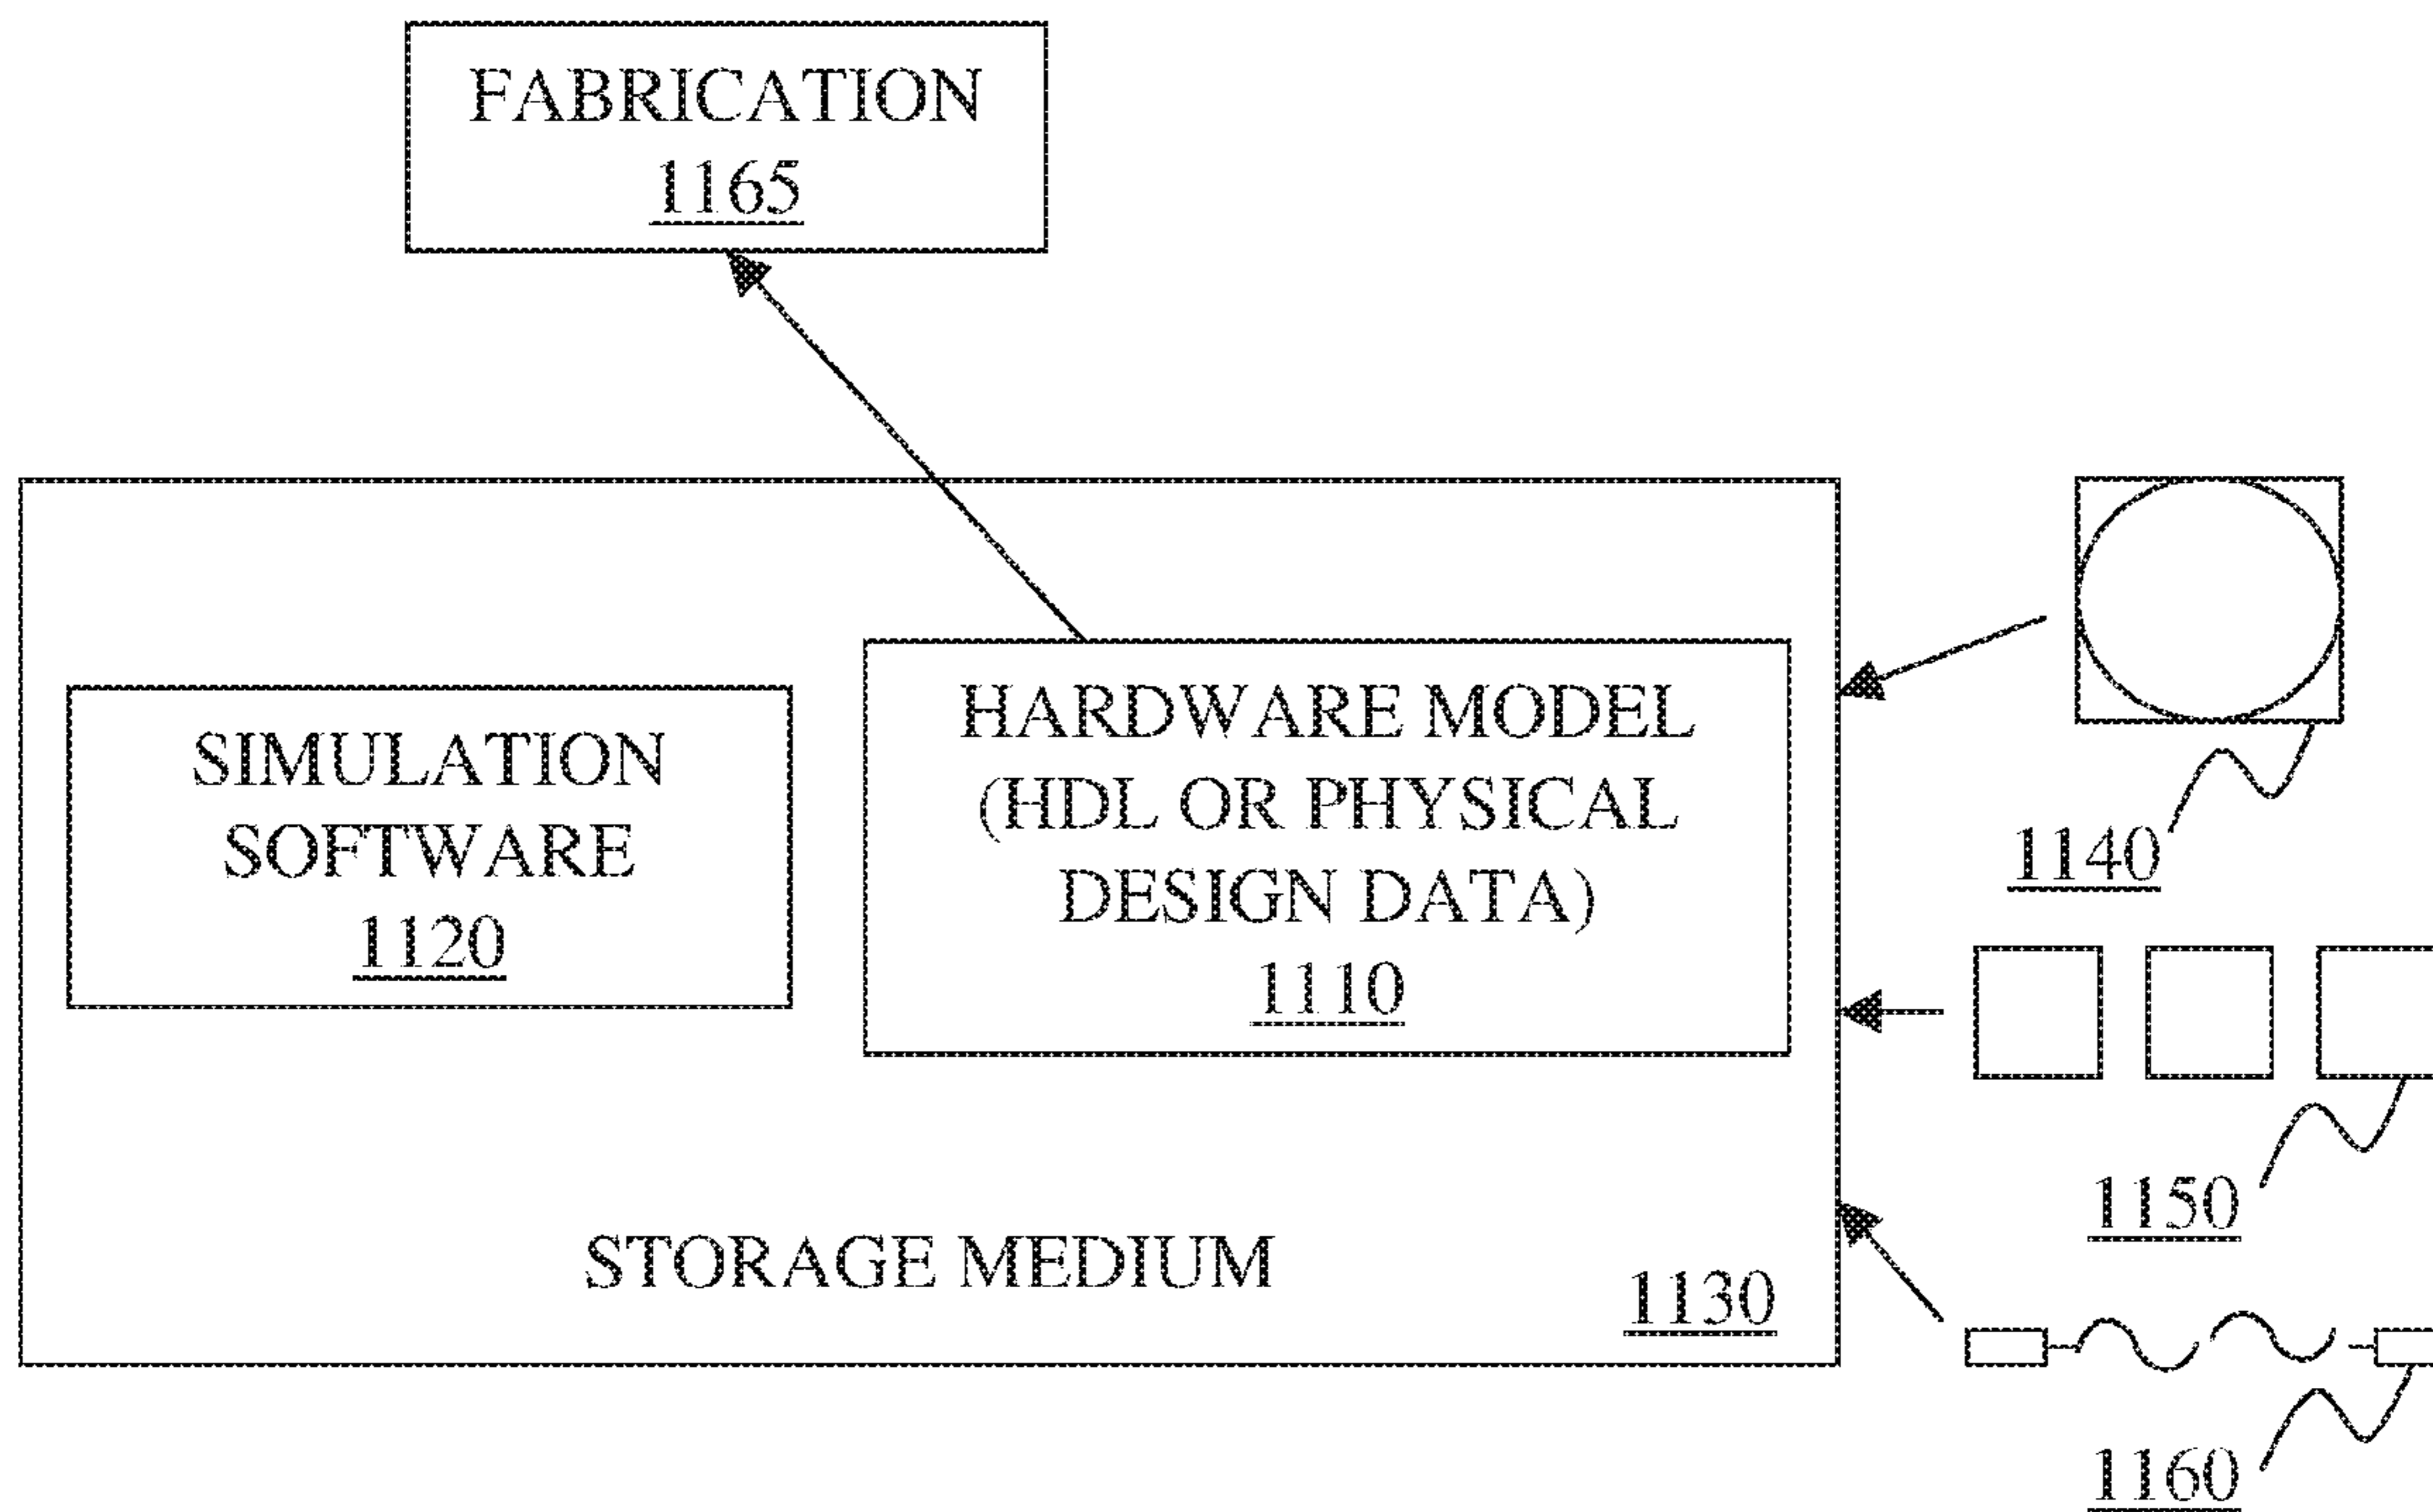 FABRICATION
1165
SIMULATION
SOFTWARE
1120
HARDWARE MODEL
(HDL OR PHYSICAL
DESIGN DATA)
1110
STORAGE MEDIUM
1130
1140
1150
1160